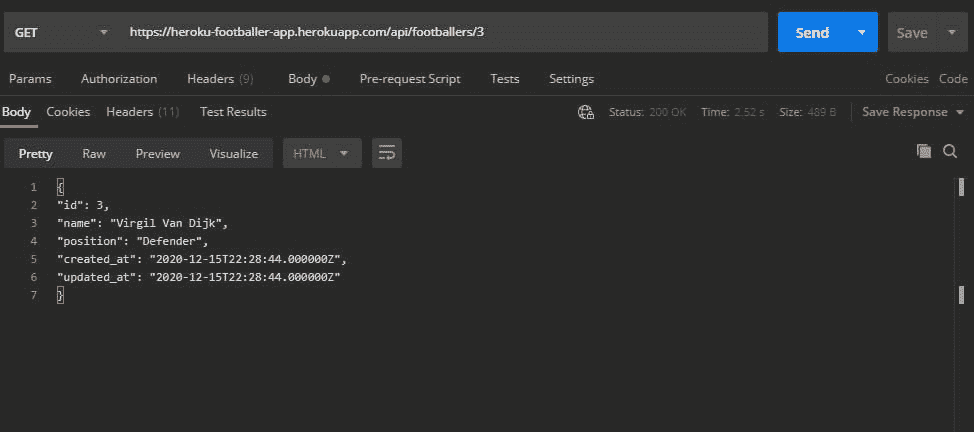 GET https://heroku-footballer-app.herokuapp.com/api/footballers/3 Send Save
Params Authorization Headers (9) Body Pre-request Script Tests Settings Cookies Code
Body Cookies Headers (11) Test Results Status: 200 OK Time: 2.52 s Size: 489 B Save Response
Pretty Raw Preview Visualize HTML
1 {
2 "id": 3,
3 "name": "Virgil Van Dijk",
4 "position": "Defender",
5 "created_at": "2020-12-15T22:28:44.000000Z",
6 "updated_at": "2020-12-15T22:28:44.000000Z"
7 }